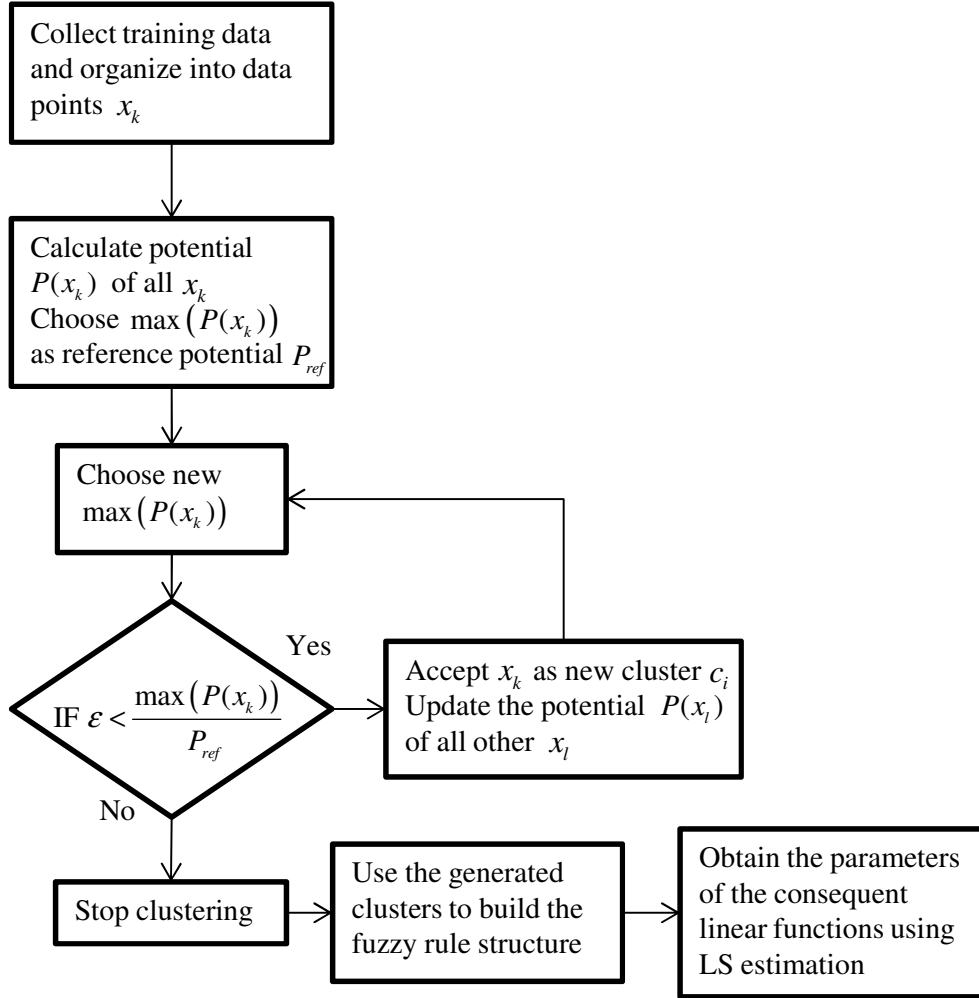 Collect training data
and organize into data
points x_k
Calculate potential
P(x_k) of all x_k
Choose max(P(x_k))
as reference potential P_ref
Choose new
max(P(x_k))
Yes
IF ε < max(P(x_k)) / P_ref
No
Accept x_k as new cluster c_i
Update the potential P(x_l)
of all other x_l
Stop clustering
Use the generated
clusters to build the
fuzzy rule structure
Obtain the parameters
of the consequent
linear functions using
LS estimation